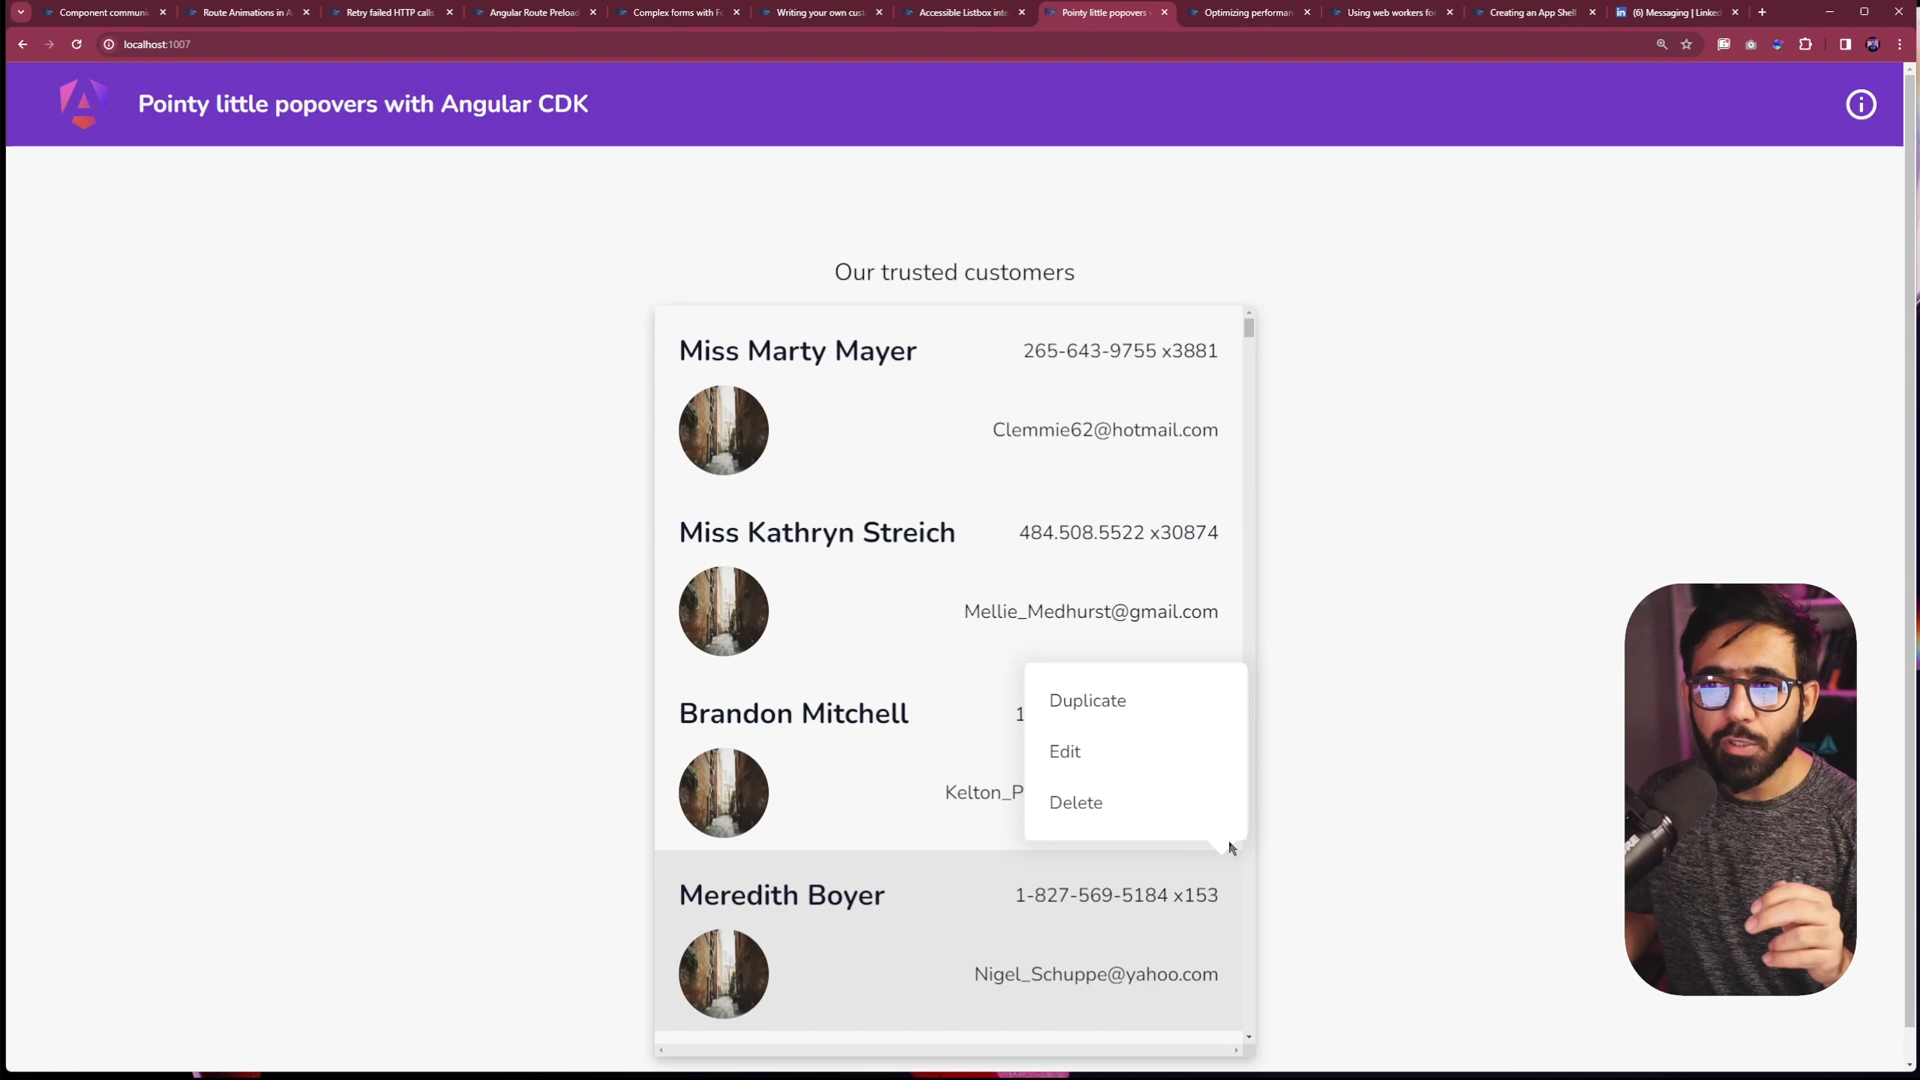 Component communi
Route Animations in A
Retry failed HTTP calls
Angular Route Preload
Complex forms with Fo
Writing your own cust
Accessible Listbox inte
Pointy little popovers
Optimizing performan
Using web workers for
Creating an App Shell
(6) Messaging | Linked
localhost:1007
Pointy little popovers with Angular CDK
Our trusted customers
Miss Marty Mayer 265-643-9755 x3881
Clemmie62@hotmail.com
Miss Kathryn Streich 484.508.5522 x30874
Mellie_Medhurst@gmail.com
Duplicate
Brandon Mitchell 1
Edit
Kelton_P
Delete
Meredith Boyer 1-827-569-5184 x153
Nigel_Schuppe@yahoo.com